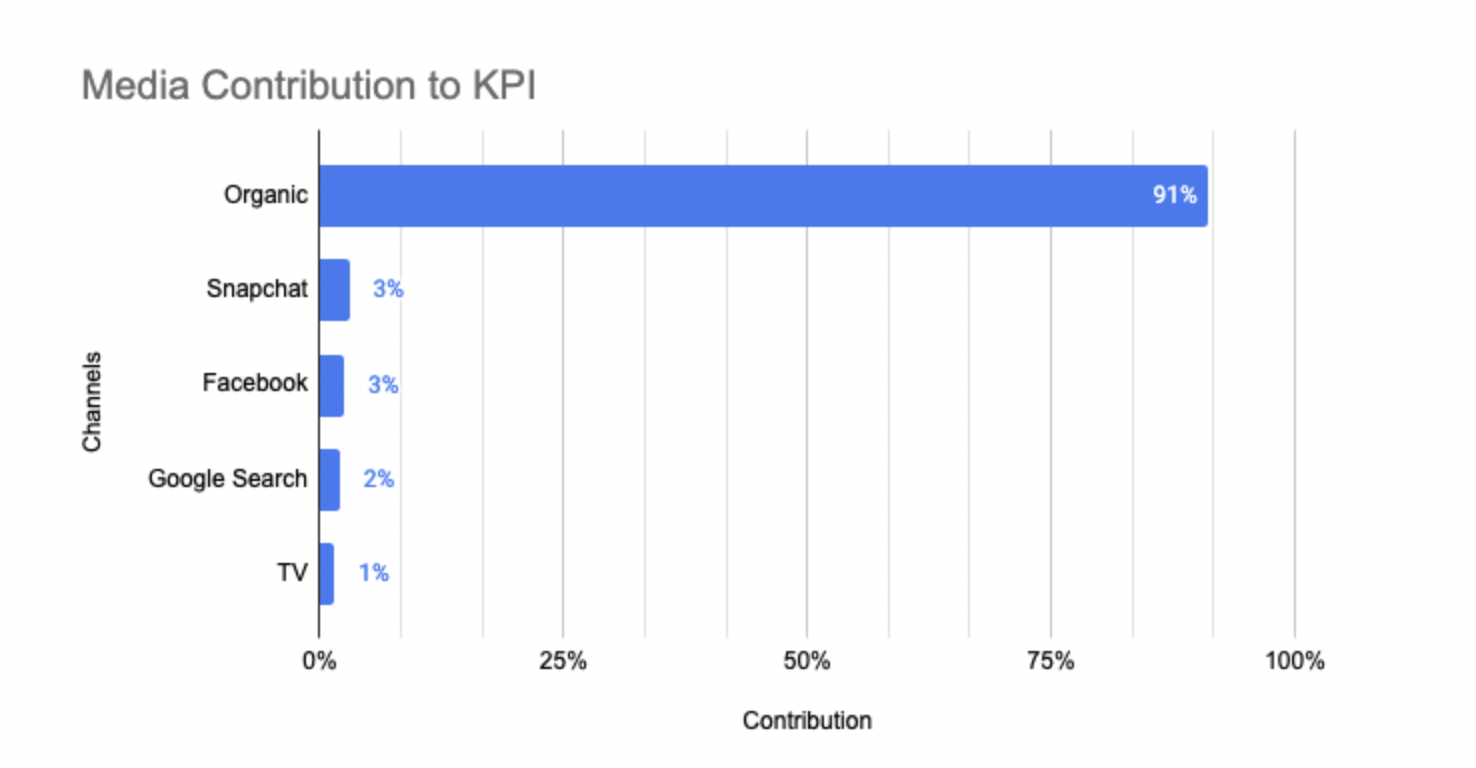 Media Contribution to KPI
Channels
Organic
91%
Snapchat
3%
Facebook
3%
Google Search
2%
TV
1%
0%
25%
50%
75%
100%
Contribution